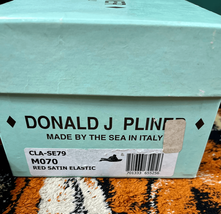 DONALD J PLINER
MADE BY THE SEA IN ITALY
CLA-SE79
M070
RED SATIN ELASTIC